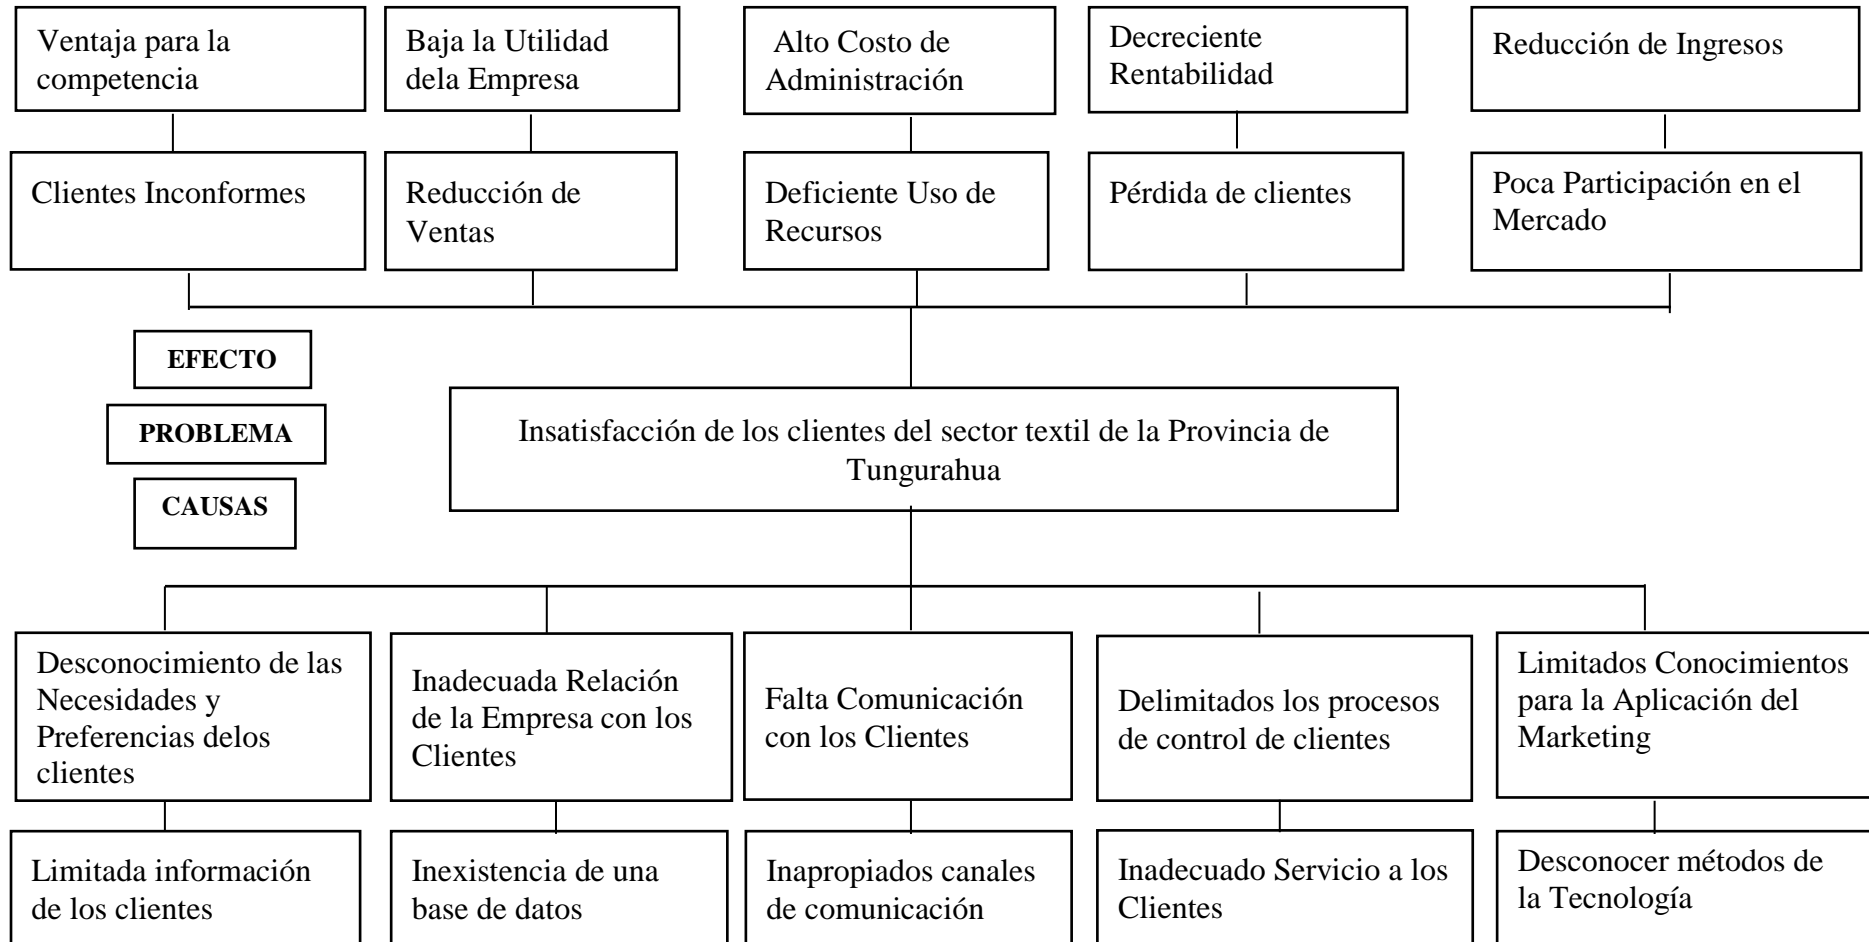 Ventaja para la
competencia
Baja la Utilidad
dela Empresa
Alto Costo de
Administración
Decreciente
Rentabilidad
Reducción de Ingresos
Clientes Inconformes
Reducción de
Ventas
Deficiente Uso de
Recursos
Pérdida de clientes
Poca Participación en el
Mercado
EFECTO
PROBLEMA
CAUSAS
Insatisfacción de los clientes del sector textil de la Provincia de
Tungurahua
Desconocimiento de las
Necesidades y
Preferencias delos
clientes
Inadecuada Relación
de la Empresa con los
Clientes
Falta Comunicación
con los Clientes
Delimitados los procesos
de control de clientes
Limitados Conocimientos
para la Aplicación del
Marketing
Limitada información
de los clientes
Inexistencia de una
base de datos
Inapropiados canales
de comunicación
Inadecuado Servicio a los
Clientes
Desconocer métodos de
la Tecnología